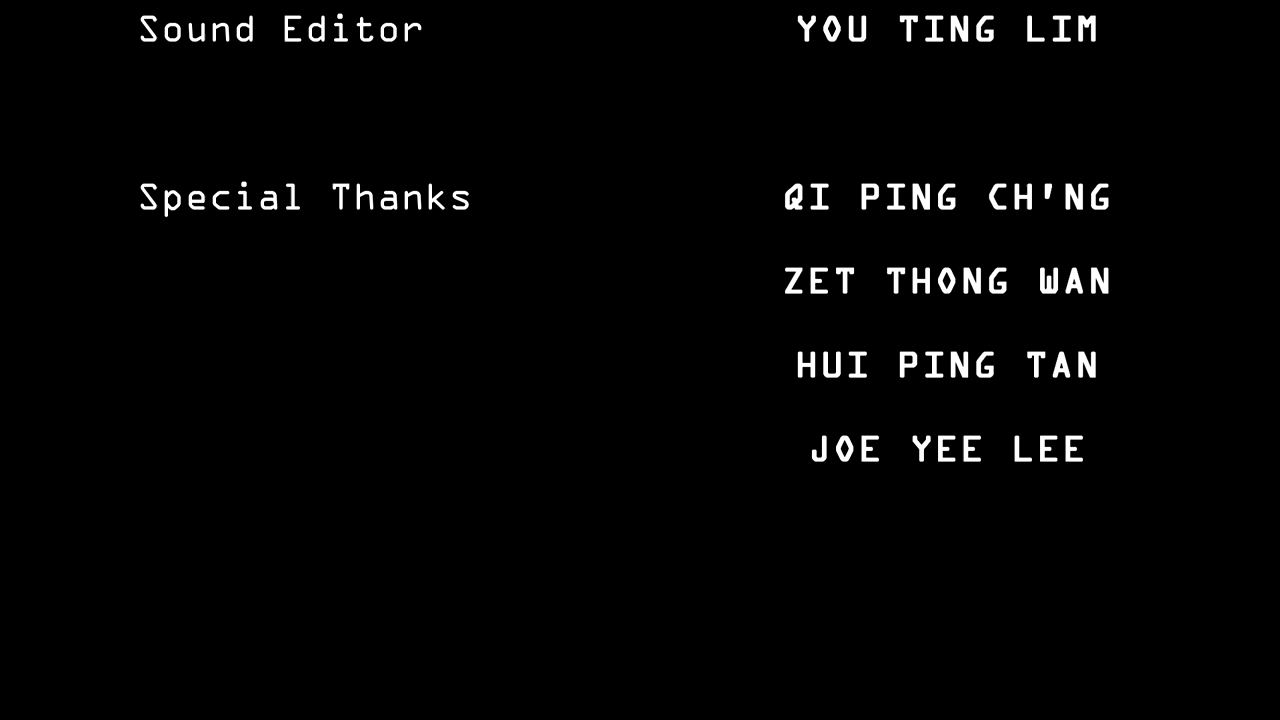 Sound Editor YOU TING LIM
Special Thanks QI PING CH'NG
ZET THONG WAN
HUI PING TAN
JOE YEE LEE